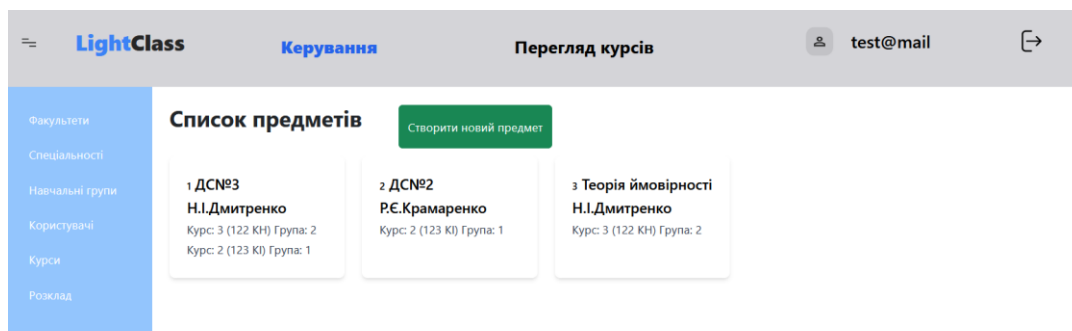 LightClass
Керування
Перегляд курсів
test@mail
Факультети
Спеціальності
Навчальні групи
Користувачі
Курси
Розклад
Список предметів
Створити новий предмет
1 ДС№3
Н.І.Дмитренко
Курс: 3 (122 КН) Група: 2
Курс: 2 (123 КІ) Група: 1
2 ДС№2
Р.Є.Крамаренко
Курс: 2 (123 КІ) Група: 1
3 Теорія ймовірності
Н.І.Дмитренко
Курс: 3 (122 КН) Група: 2